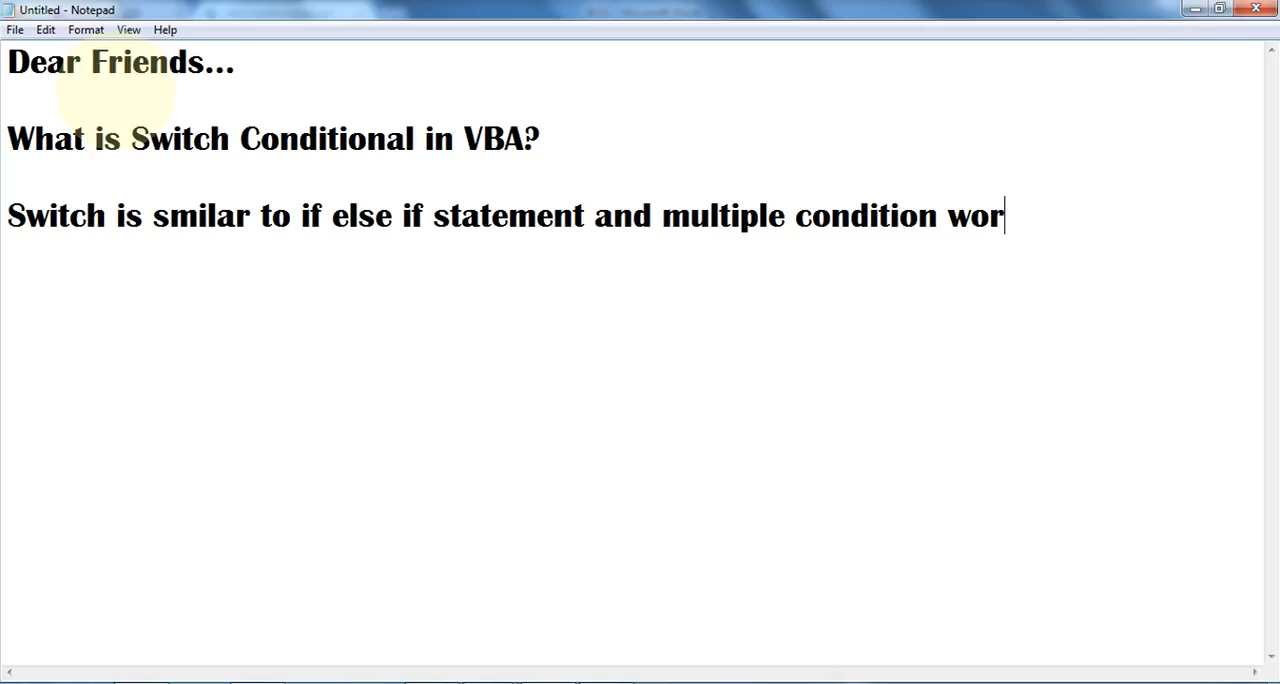 Untitled - Notepad
File Edit Format View Help
Dear Friends...
What is Switch Conditional in VBA?
Switch is smilar to if else if statement and multiple condition wor